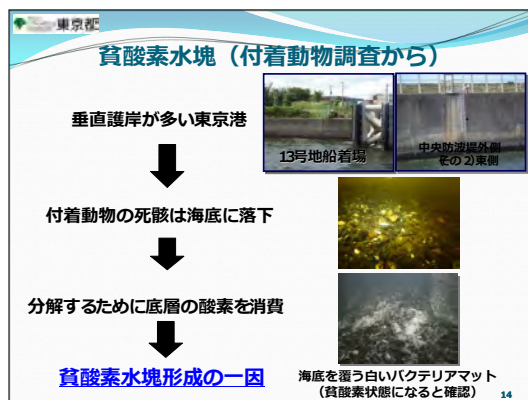 東京都
貧酸素水塊（付着動物調査から）
垂直護岸が多い東京港
13号地船着場
中央防波堤外側
その2)東側
付着動物の死骸は海底に落下
分解するために底層の酸素を消費
貧酸素水塊形成の一因
海底を覆う白いバクテリアマット
（貧酸素状態になると確認）
14